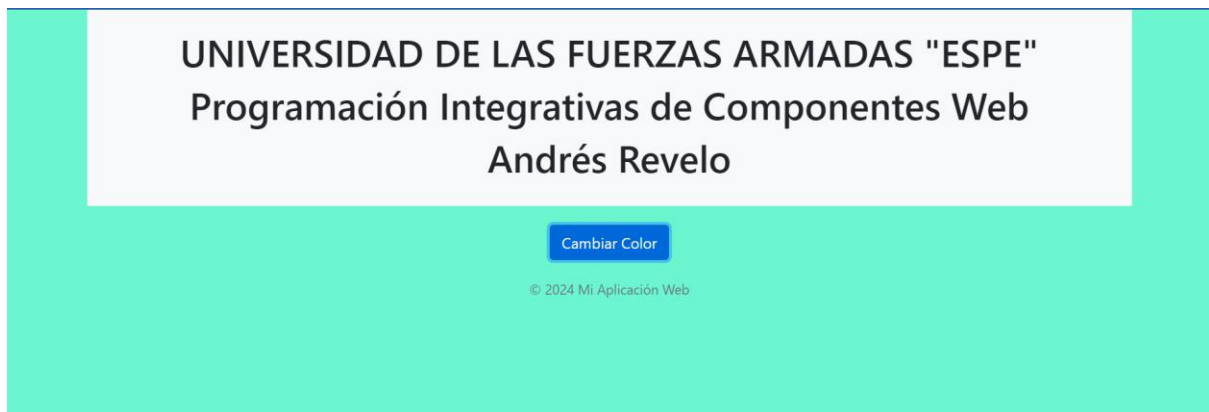 UNIVERSIDAD DE LAS FUERZAS ARMADAS "ESPE"
Programación Integrativas de Componentes Web
Andrés Revelo
Cambiar Color
© 2024 Mi Aplicación Web